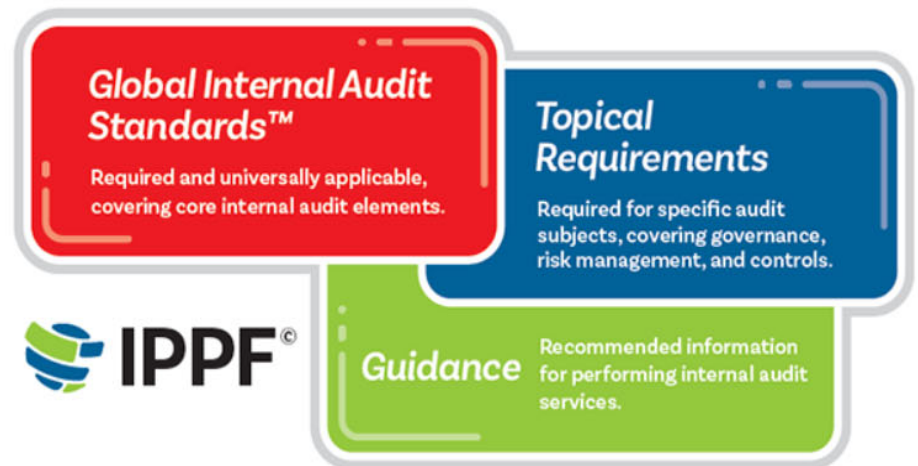 Global Internal Audit
Standards™
Required and universally applicable,
covering core internal audit elements.
Topical
Requirements
Required for specific audit
subjects, covering governance,
risk management, and controls.
IPPF©
Guidance
Recommended information
for performing internal audit
services.